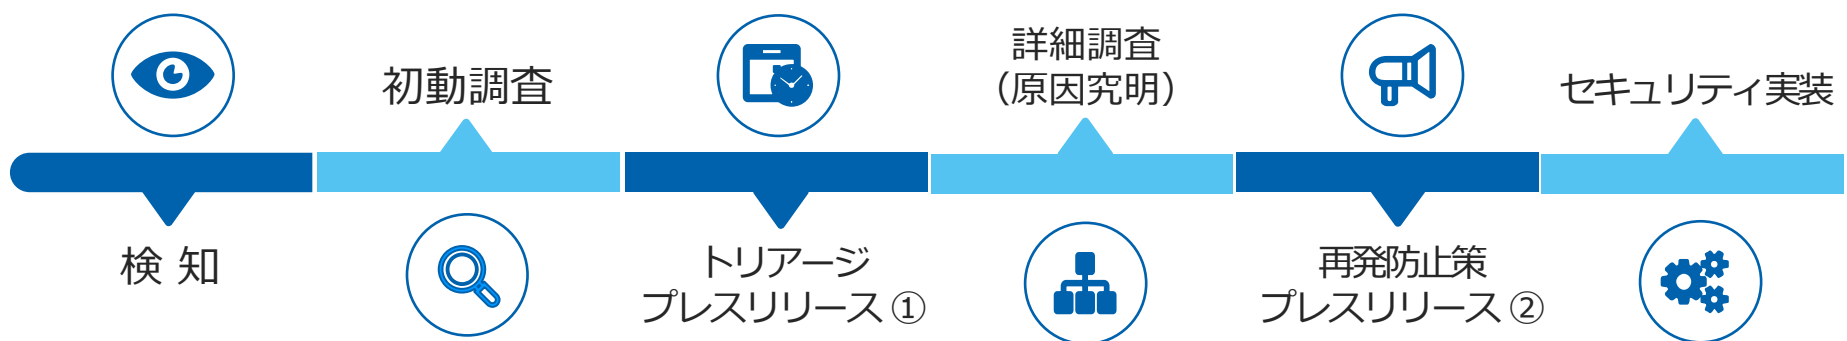 検 知
初動調査
トリアージ
プレスリリース ①
詳細調査
（原因究明）
再発防止策
プレスリリース ②
セキュリティ実装